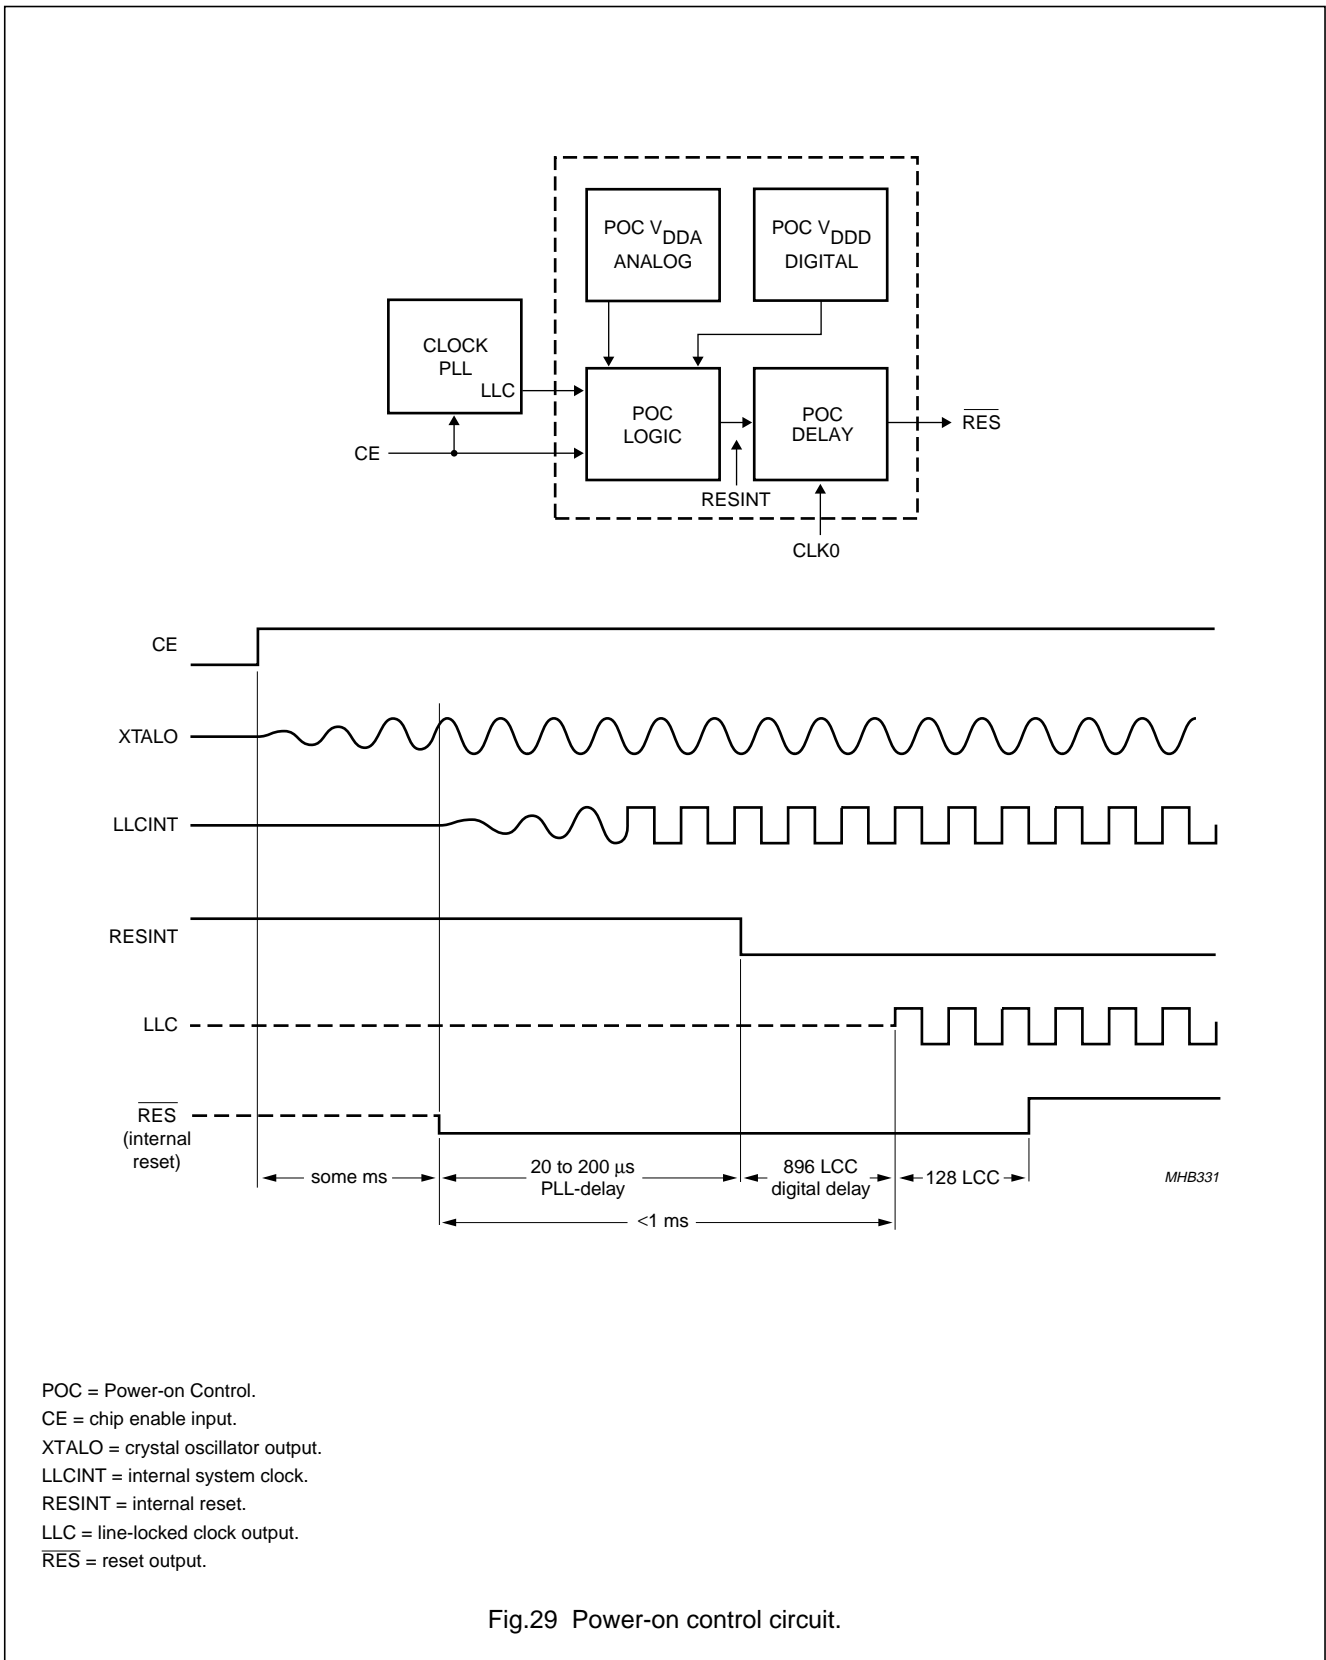 POC VDDA
ANALOG
POC VDDD
DIGITAL
CLOCK
PLL
LLC
POC
LOGIC
POC
DELAY
RES
CE
RESINT
CLK0
CE
XTALO
LLCINT
RESINT
LLC
RES
(internal
reset)
some ms
20 to 200 μs
PLL-delay
896 LCC
digital delay
128 LCC
<1 ms
MHB331
POC = Power-on Control.
CE = chip enable input.
XTALO = crystal oscillator output.
LLCINT = internal system clock.
RESINT = internal reset.
LLC = line-locked clock output.
RES = reset output.
Fig.29 Power-on control circuit.